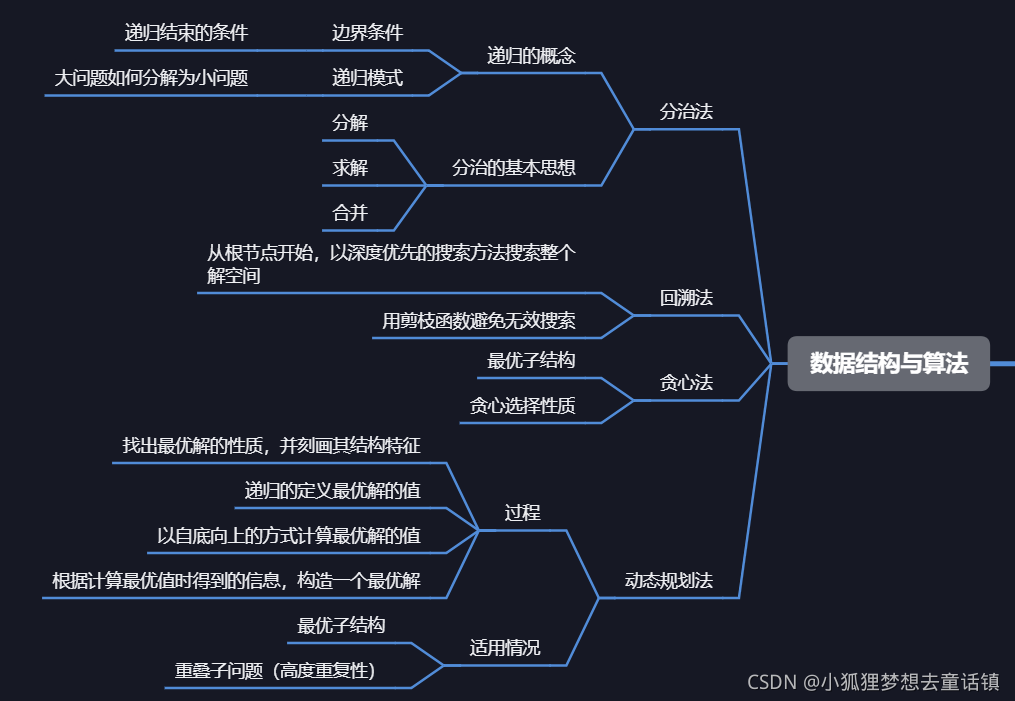 递归结束的条件
边界条件
递归的概念
大问题如何分解为小问题
递归模式
分治法
分解
求解
分治的基本思想
合并
从根节点开始，以深度优先的搜索方法搜索整个
解空间
回溯法
用剪枝函数避免无效搜索
最优子结构
贪心法
贪心选择性质
数据结构与算法
找出最优解的性质，并刻画其结构特征
递归的定义最优解的值
过程
以自底向上的方式计算最优解的值
根据计算最优值时得到的信息，构造一个最优解
动态规划法
最优子结构
适用情况
重叠子问题（高度重复性）
CSDN @小狐狸梦想去童话镇